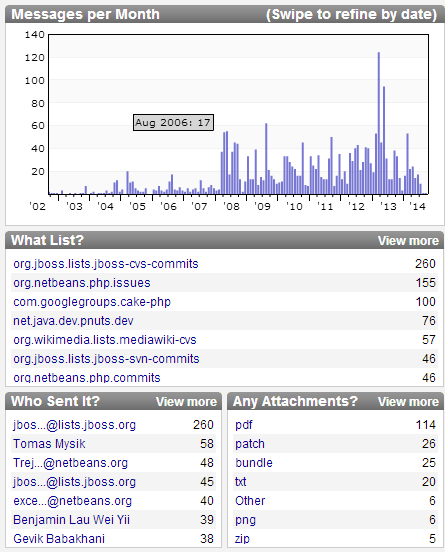 Messages per Month (Swipe to refine by date)
140
120
100
80
60
40
20
Aug 2006: 17
'02 '03 '04 '05 '06 '07 '08 '09 '10 '11 '12 '13 '14
What List? View more
org.jboss.lists.jboss-cvs-commits 260
org.netbeans.php.issues 155
com.googlegroups.cake-php 100
net.java.dev.pnuts.dev 76
org.wikimedia.lists.mediawiki-cvs 57
org.jboss.lists.jboss-svn-commits 46
org.netbeans.php.commits 46
Who Sent It? View more
jbos...@lists.jboss.org 260
Tomas Mysik 58
Trej...@netbeans.org 48
jbos...@lists.jboss.org 45
exce...@netbeans.org 40
Benjamin Lau Wei Yii 39
Gevik Babakhani 38
Any Attachments? View more
pdf 114
patch 26
bundle 25
txt 20
Other 6
png 6
zip 5